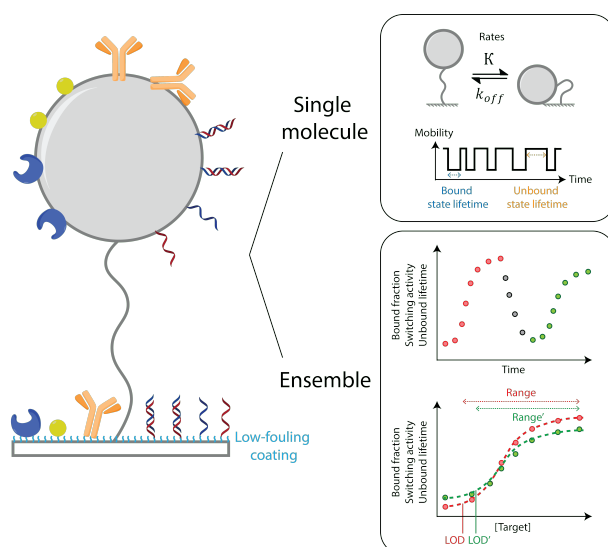 Single
molecule
Ensemble
Low-fouling
coating
Rates
K
k_off
Mobility
Time
Bound
state lifetime
Unbound
state lifetime
Bound fraction
Switching activity
Unbound lifetime
Time
Range
Range'
Bound fraction
Switching activity
Unbound lifetime
[Target]
LOD LOD'